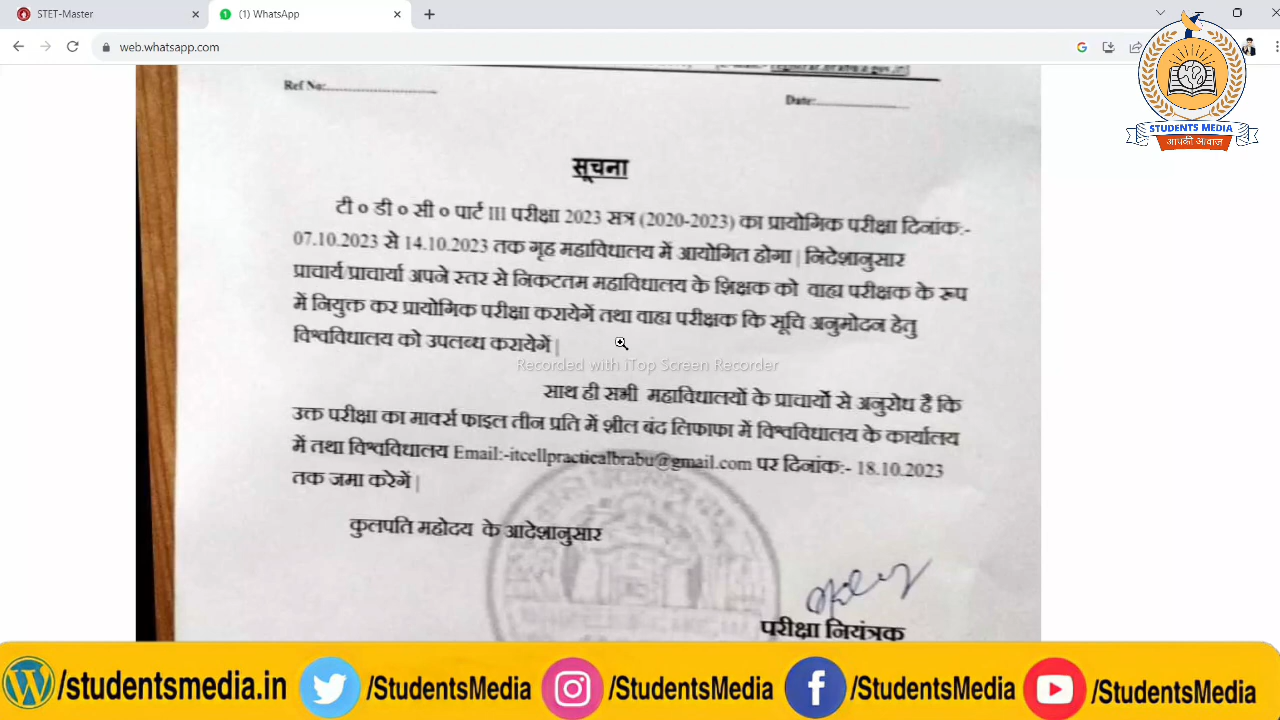 STET-Master
(1) WhatsApp
web.whatsapp.com
STUDENTS MEDIA
आपकी आवाज
Ref No:
Date:
सूचना
टी ० डी ० सी ० पार्ट III परीक्षा 2023 सत्र (2020-2023) का प्रायोगिक परीक्षा दिनांक:-
07.10.2023 से 14.10.2023 तक गृह महाविधालय में आयोगित होगा | निदेशानुसार
प्राचार्य/प्राचार्या अपने स्तर से निकटतम महाविधालय के शिक्षक को वाह्य परीक्षक के रूप
में नियुक्त कर प्रायोगिक परीक्षा करायेगें तथा वाह्य परीक्षक कि सूचि अनुमोदन हेतु
विश्वविधालय को उपलब्ध करायेगें |
Recorded with iTop Screen Recorder
साथ ही सभी महाविधालयों के प्राचार्यो से अनुरोध हैं कि
उक्त परीक्षा का मावर्स फाइल तीन प्रति में शील बंद लिफाफा में विश्वविधालय के कार्यालय
में तथा विश्वविधालय Email:-itcellpracticalbrabu@gmail.com पर दिनांक:- 18.10.2023
तक जमा करेगें |
कुलपति महोदय के आदेशानुसार
परीक्षा नियंत्रक
/studentsmedia.in
/StudentsMedia
/StudentsMedia
/StudentsMedia
/StudentsMedia